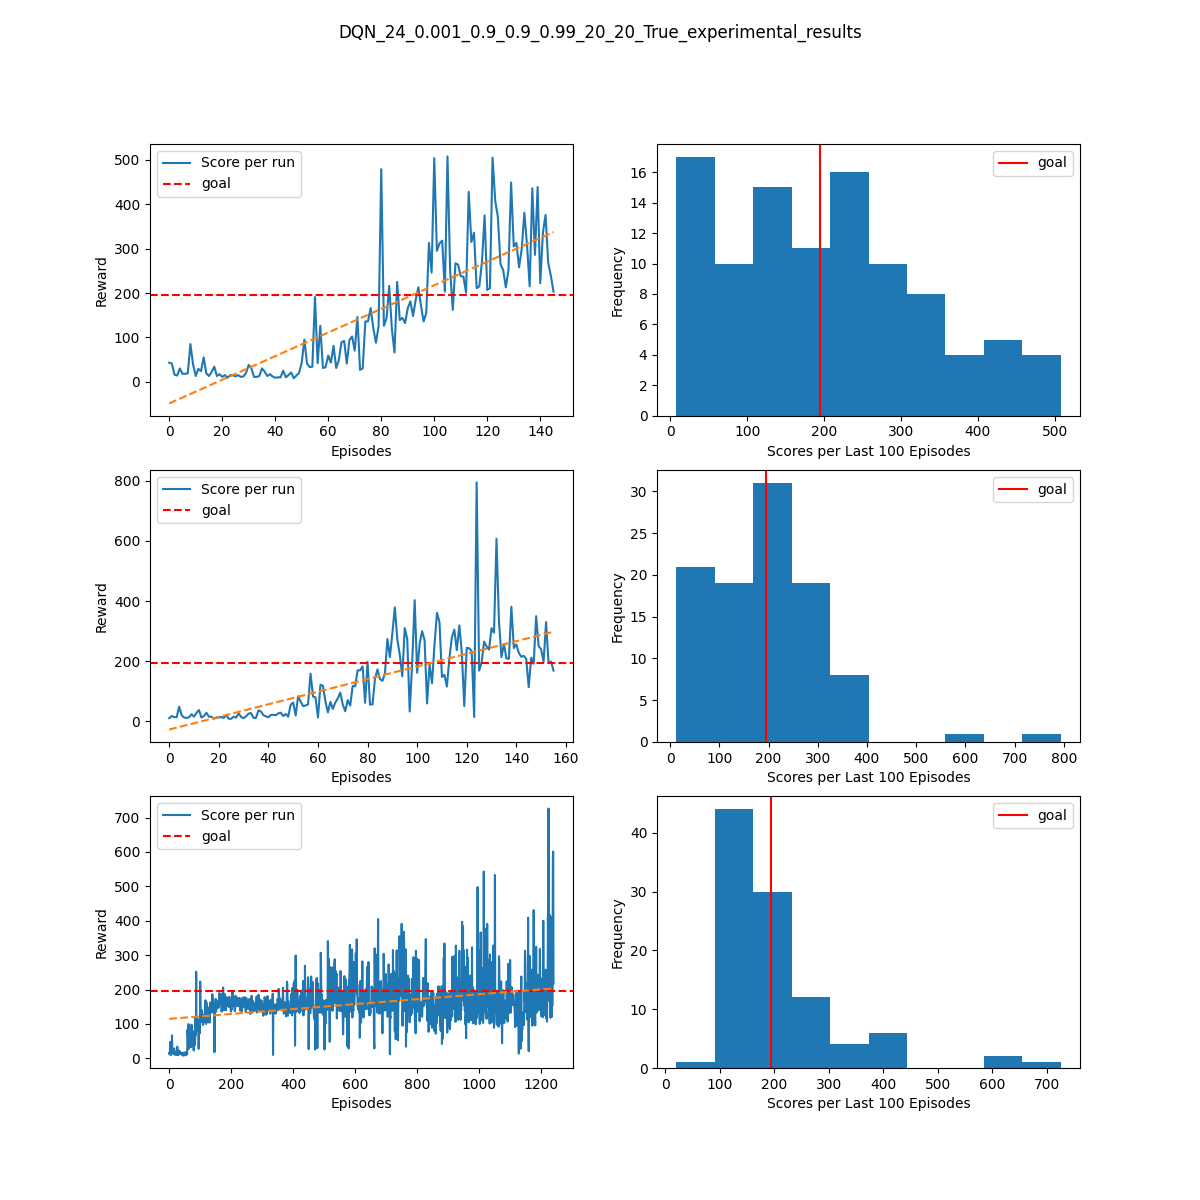 DQN_24_0.001_0.9_0.9_0.99_20_20_True_experimental_results
Score per run
goal
500
400
300
200
100
0
Reward
0 20 40 60 80 100 120 140
Episodes
goal
16
14
12
10
8
6
4
2
0
Frequency
0 100 200 300 400 500
Scores per Last 100 Episodes
Score per run
goal
800
600
400
200
0
Reward
0 20 40 60 80 100 120 140 160
Episodes
goal
30
25
20
15
10
5
0
Frequency
0 100 200 300 400 500 600 700 800
Scores per Last 100 Episodes
Score per run
goal
700
600
500
400
300
200
100
0
Reward
0 200 400 600 800 1000 1200
Episodes
goal
40
30
20
10
0
Frequency
0 100 200 300 400 500 600 700
Scores per Last 100 Episodes